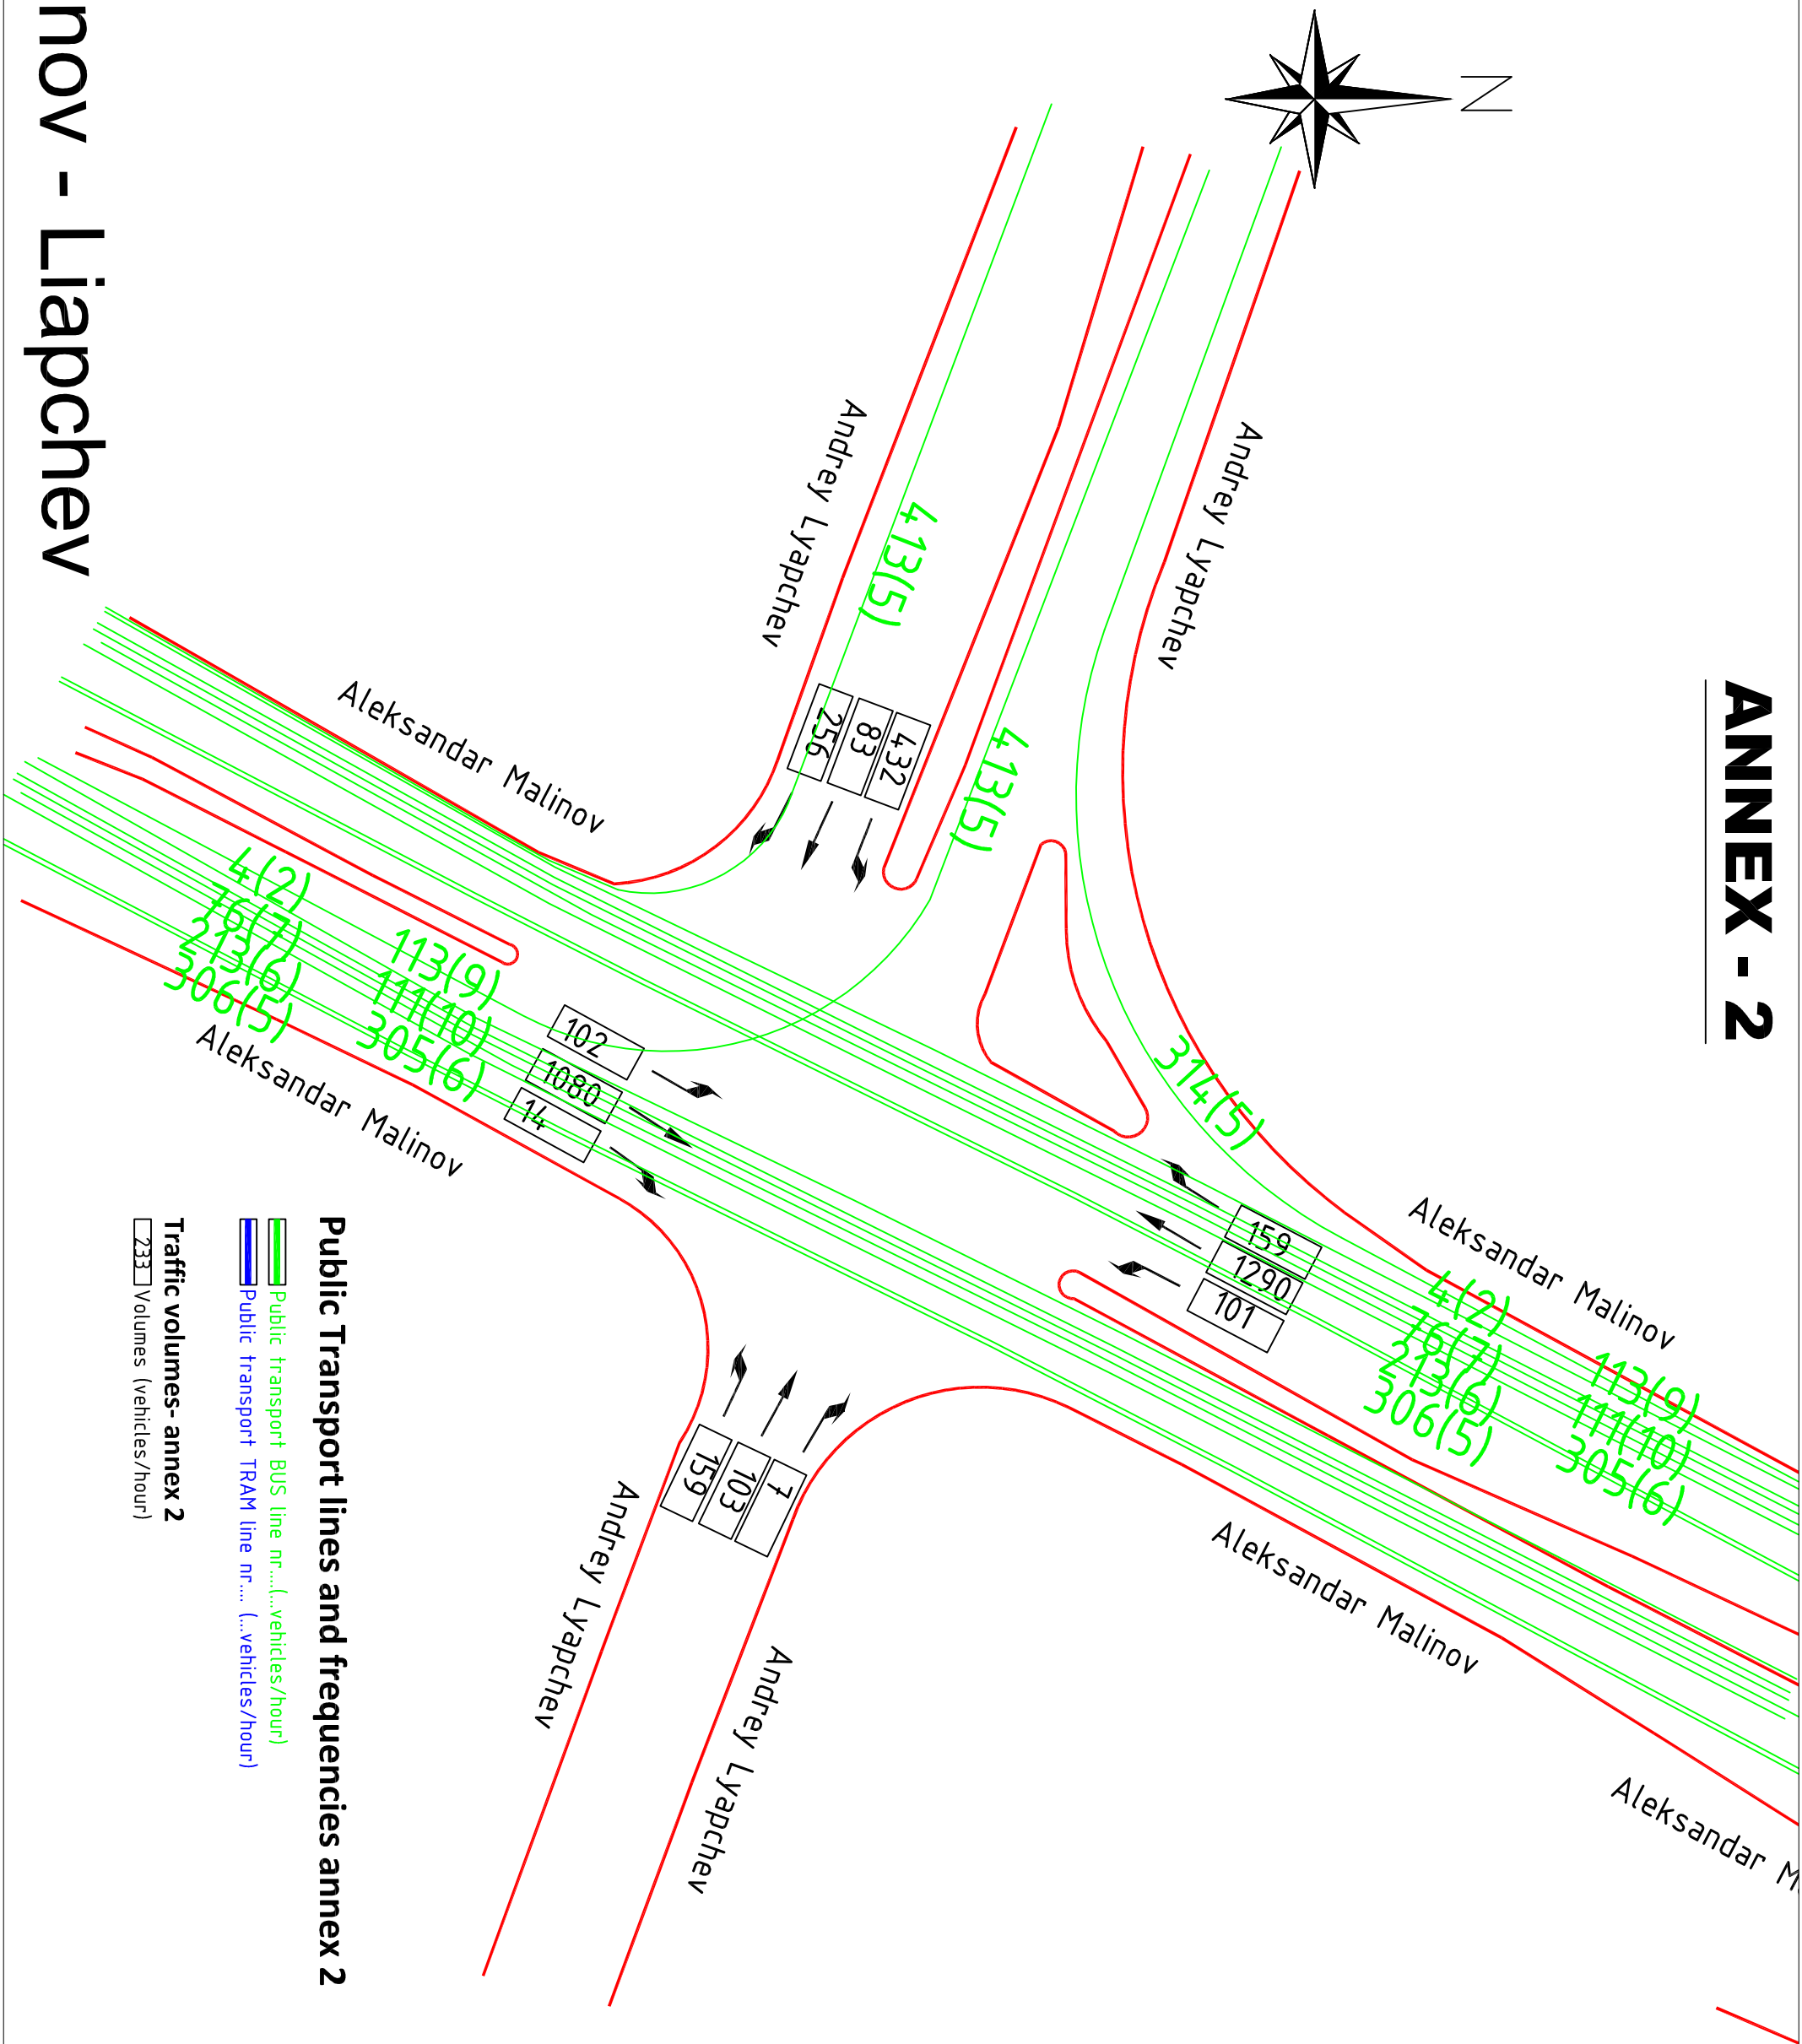 ANNEX - 2
N
nov - Liapchev
Andrey Lyapchev
Andrey Lyapchev
413(5)
413(5)
256
83
432
Aleksandar Malinov
314(5)
4(2)
76(7)
213(6)
306(5)
113(9)
111(10)
305(6)
102
1080
14
Aleksandar Malinov
159
1290
101
Aleksandar Malinov
4(2)
76(7)
213(6)
306(5)
113(9)
111(10)
305(6)
159
103
7
Andrey Lyapchev
Andrey Lyapchev
Aleksandar Malinov
Aleksandar M
Public Transport lines and frequencies annex 2
Public transport BUS line nr....(...vehicles/hour)
Public transport TRAM line nr.... (...vehicles/hour)
Traffic volumes- annex 2
233 Volumes (vehicles/hour)